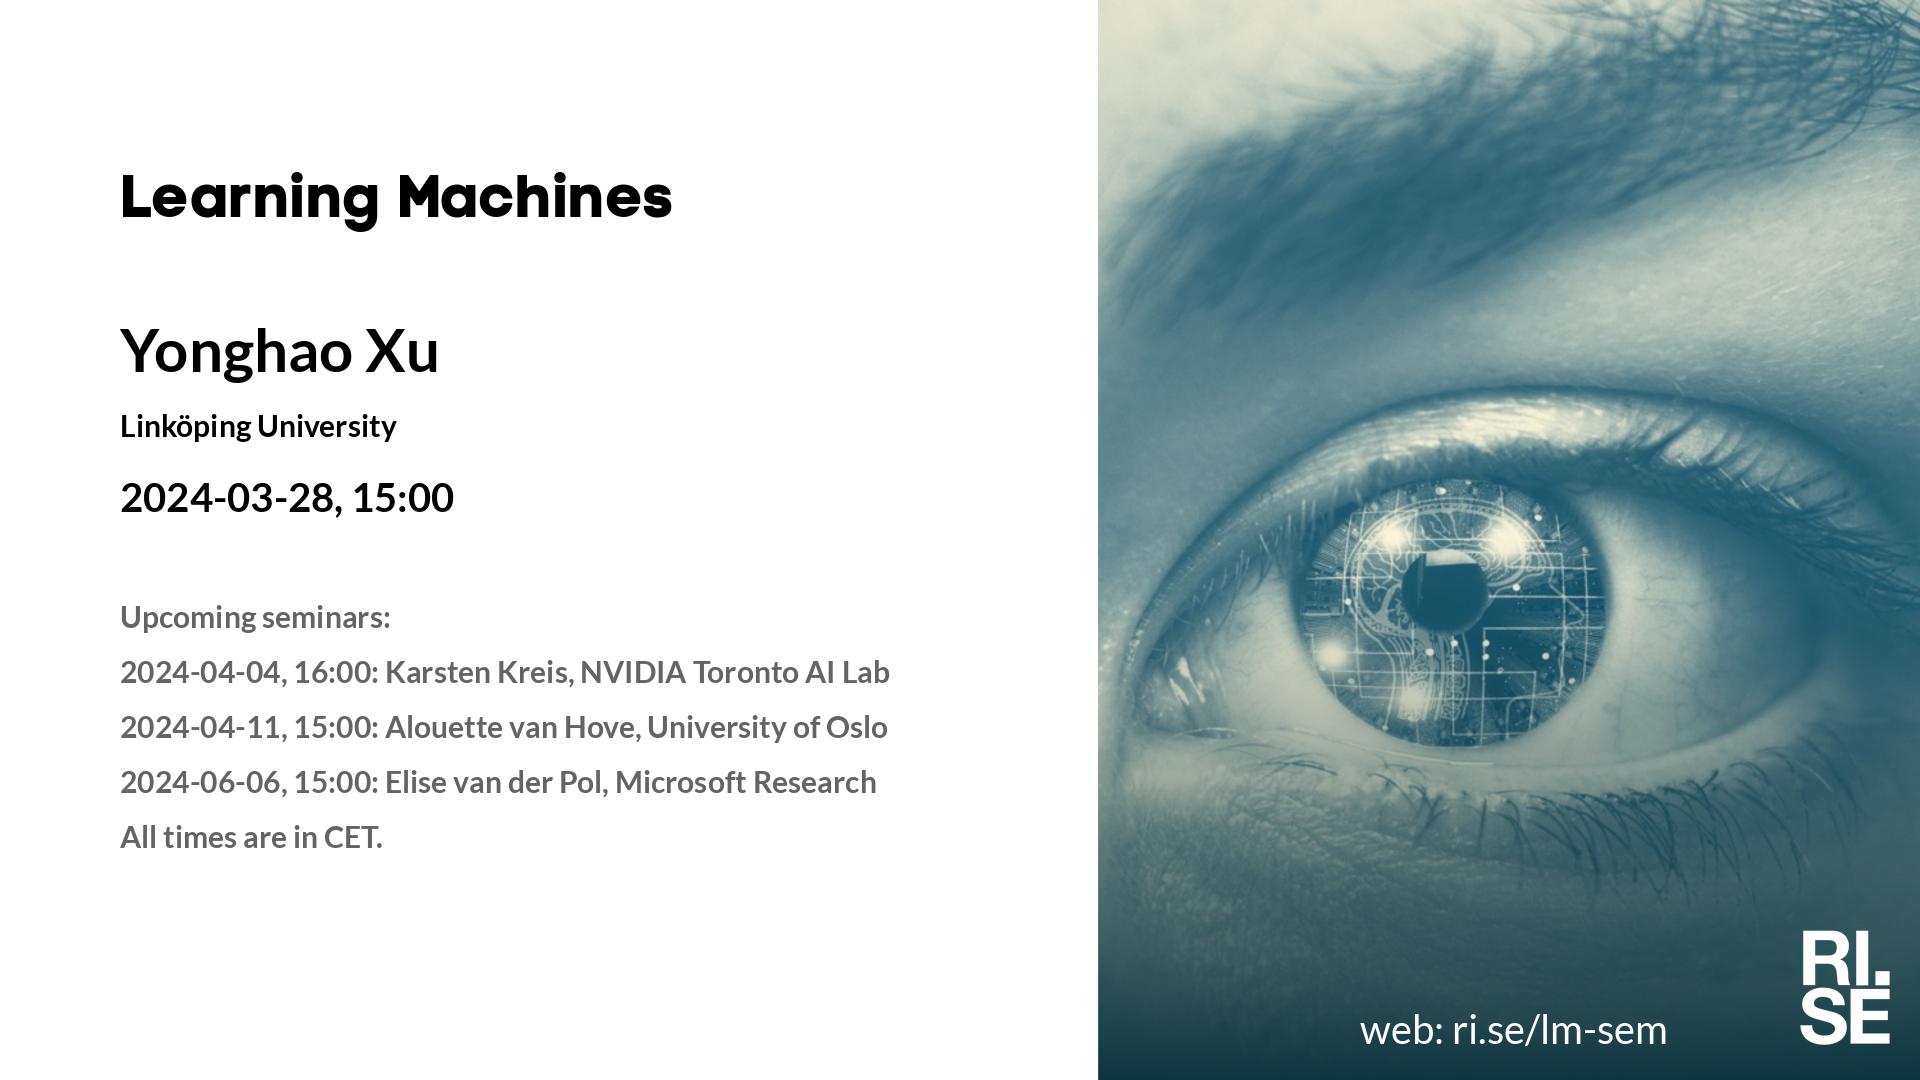 Learning Machines
Yonghao Xu
Linköping University
2024-03-28, 15:00
Upcoming seminars:
2024-04-04, 16:00: Karsten Kreis, NVIDIA Toronto AI Lab
2024-04-11, 15:00: Alouette van Hove, University of Oslo
2024-06-06, 15:00: Elise van der Pol, Microsoft Research
All times are in CET.
web: ri.se/lm-sem
RI.
SE